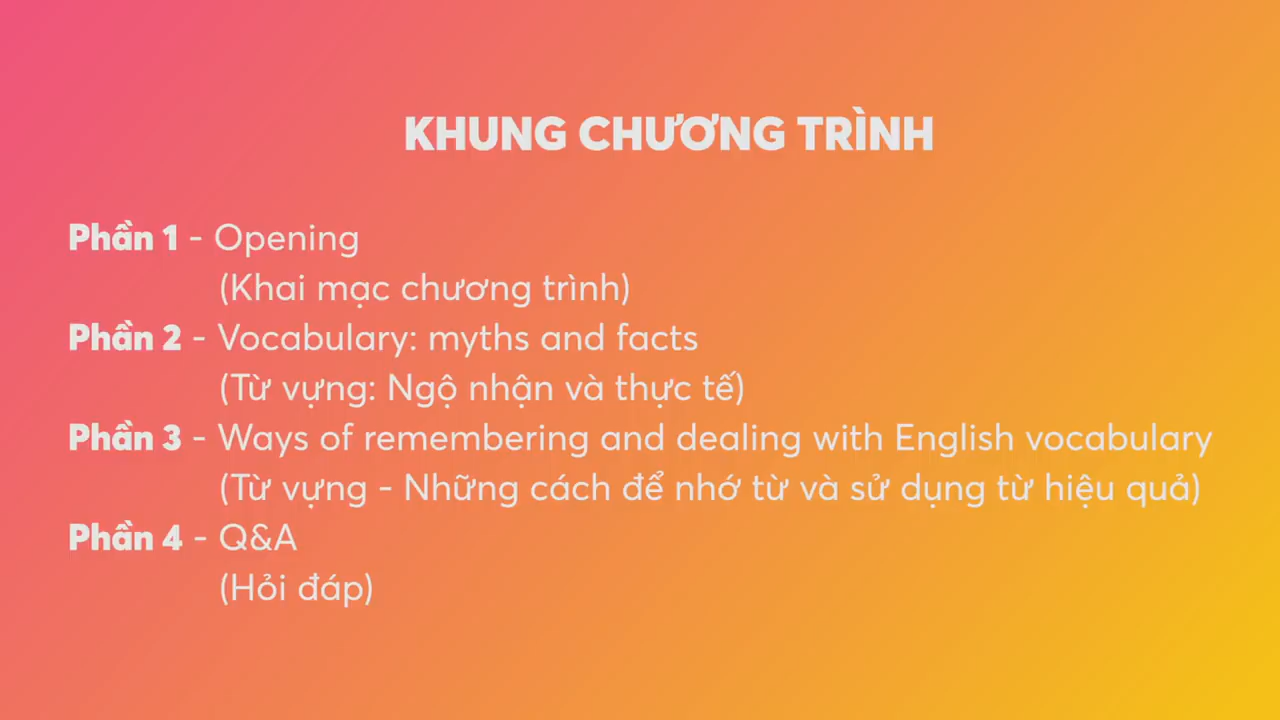 KHUNG CHƯƠNG TRÌNH
Phần 1 - Opening
(Khai mạc chương trình)
Phần 2 - Vocabulary: myths and facts
(Từ vựng: Ngộ nhận và thực tế)
Phần 3 - Ways of remembering and dealing with English vocabulary
(Từ vựng - Những cách để nhớ từ và sử dụng từ hiệu quả)
Phần 4 - Q&A
(Hỏi đáp)